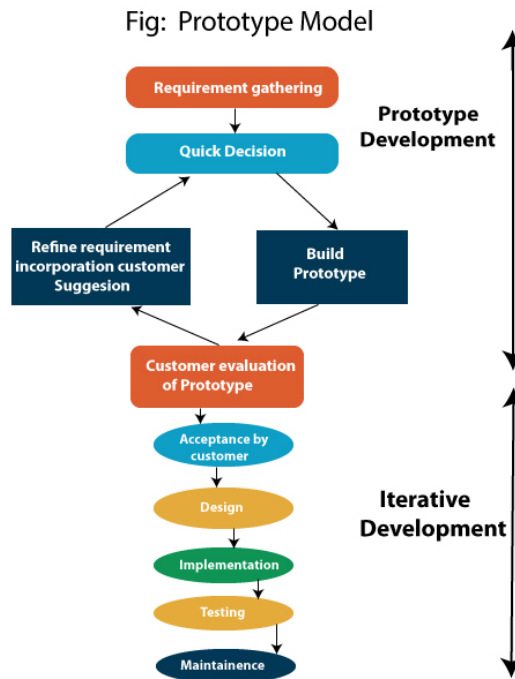 Fig: Prototype Model
Requirement gathering
Prototype
Development
Quick Decision
Refine requirement
incorporation customer
Suggesion
Build
Prototype
Customer evaluation
of Prototype
Acceptance by
customer
Iterative
Development
Design
Implementation
Testing
Maintainence